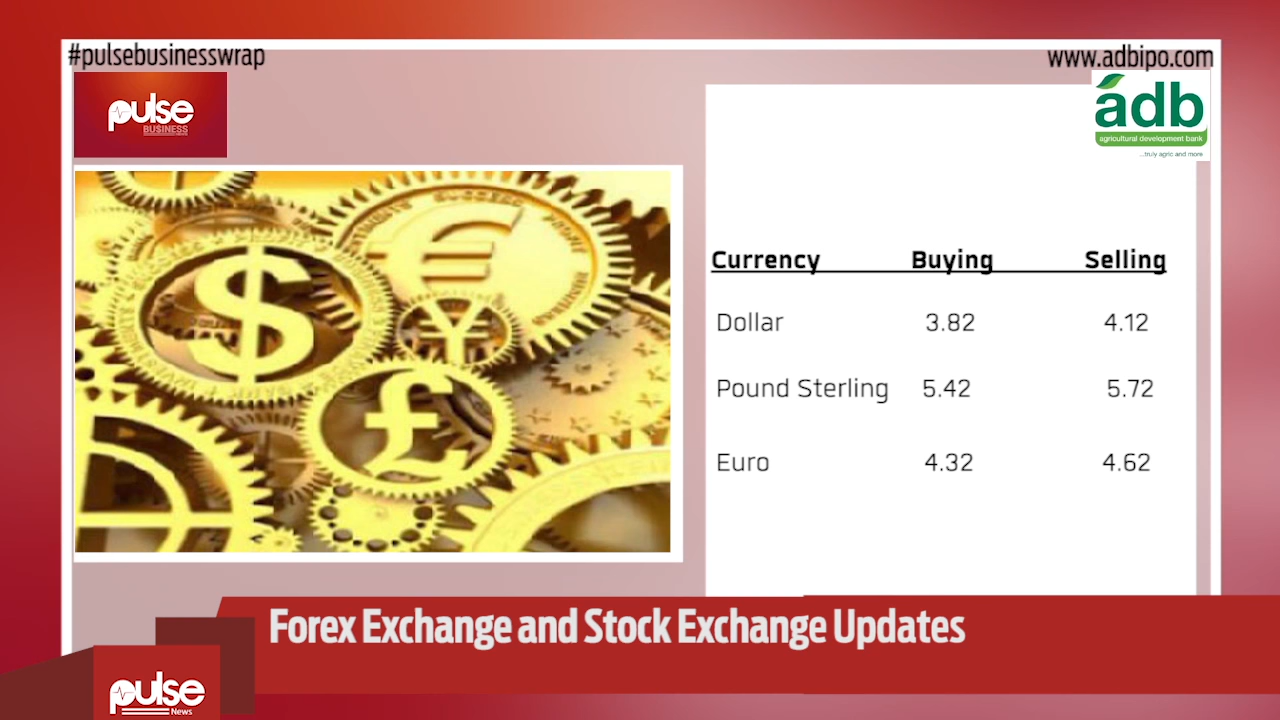 #pulsebusinesswrap
www.adbipo.com
pulse
BUSINESS
adb
agricultural development bank
...truly agric and more
Currency Buying Selling
Dollar 3.82 4.12
Pound Sterling 5.42 5.72
Euro 4.32 4.62
SUCCESS PEOPLE
$
€
¥
£
Forex Exchange and Stock Exchange Updates
pulse
News